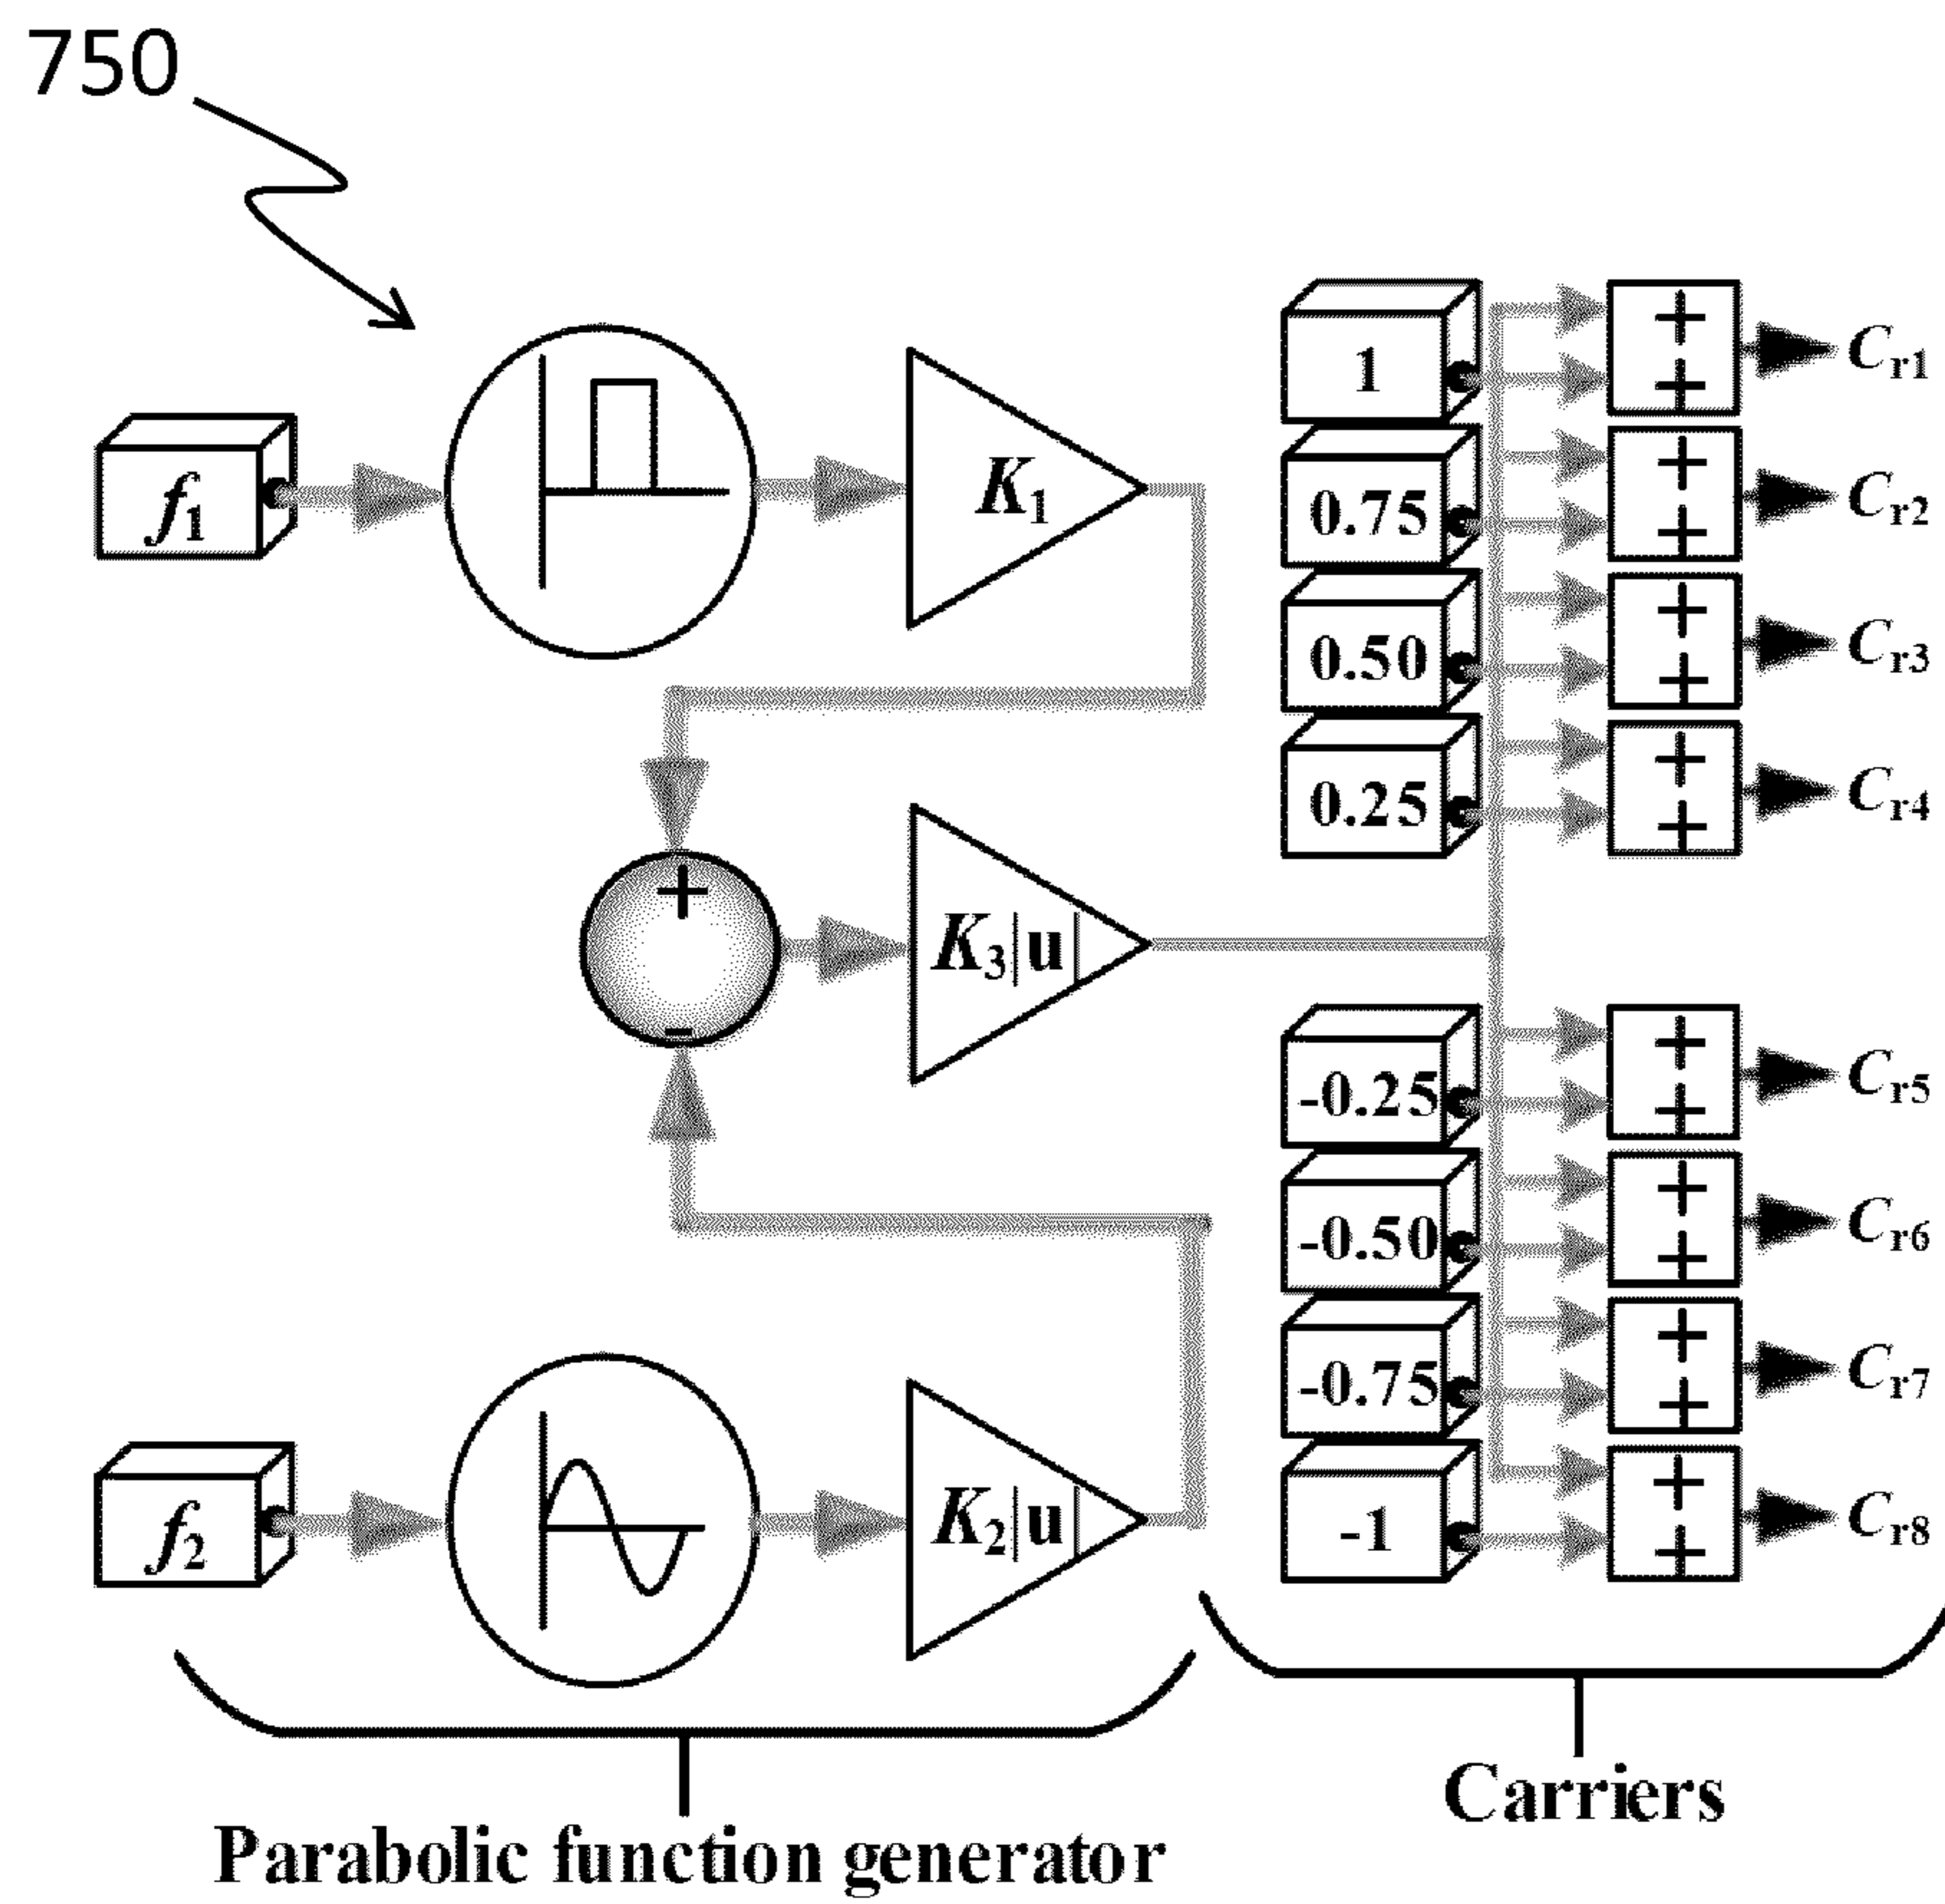 750
f1
K1
1
+
+
Cr1
0.75
+
+
Cr2
0.50
+
+
Cr3
0.25
+
+
Cr4
+
-
K3|u|
-0.25
+
+
Cr5
-0.50
+
+
Cr6
-0.75
+
+
Cr7
-1
+
+
Cr8
f2
K2|u|
Parabolic function generator
Carriers